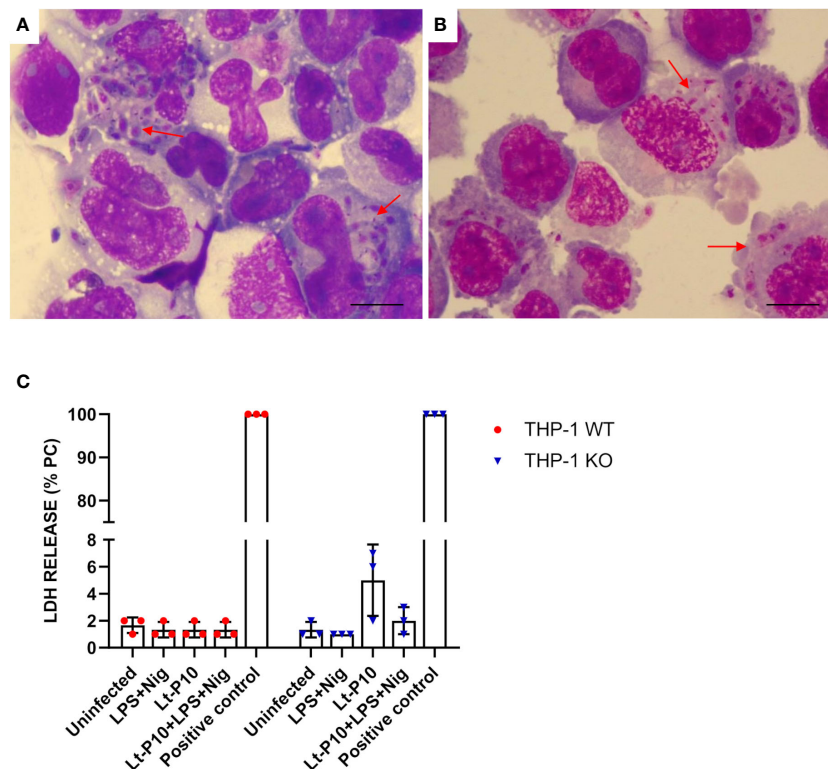 A
B
C
LDH RELEASE (% PC)
100
90
80
8
6
4
2
0
Uninfected
LPS+Nig
Lt-P10
Lt-P10+LPS+Nig
Positive control
Uninfected
LPS+Nig
Lt-P10
Lt-P10+LPS+Nig
Positive control
THP-1 WT
THP-1 KO